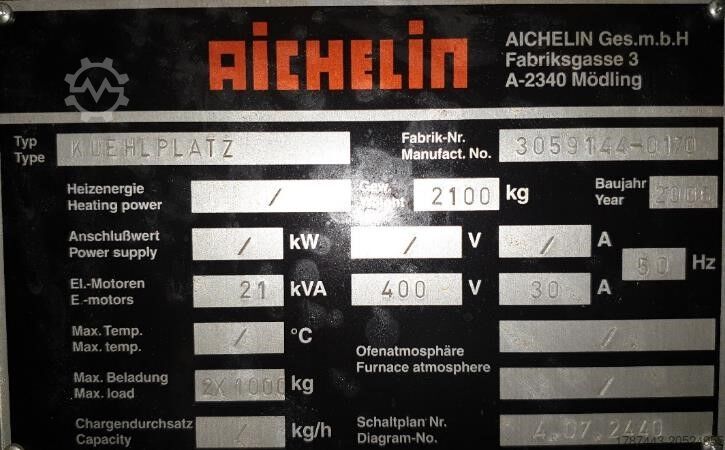 AICHELIN
AICHELIN Ges.m.b.H
Fabriksgasse 3
A-2340 Mödling
Typ
Type
KUEHLPLATZ
Fabrik-Nr.
Manufact. No.
3059144-0170
Heizenergie
Heating power
/
Gew.
Weight
2100 kg
Baujahr
Year
Anschlußwert
Power supply
/ kW / V / A
50 Hz
El.-Motoren
E.-motors
21 kVA 400 V 30 A
Max. Temp.
Max. temp.
/ °C
Ofenatmosphäre
Furnace atmosphere
/
/
Max. Beladung
Max. load
2X1000 kg
Chargendurchsatz
Capacity
/ kg/h
Schaltplan Nr.
Diagram-No.
4.07.2440